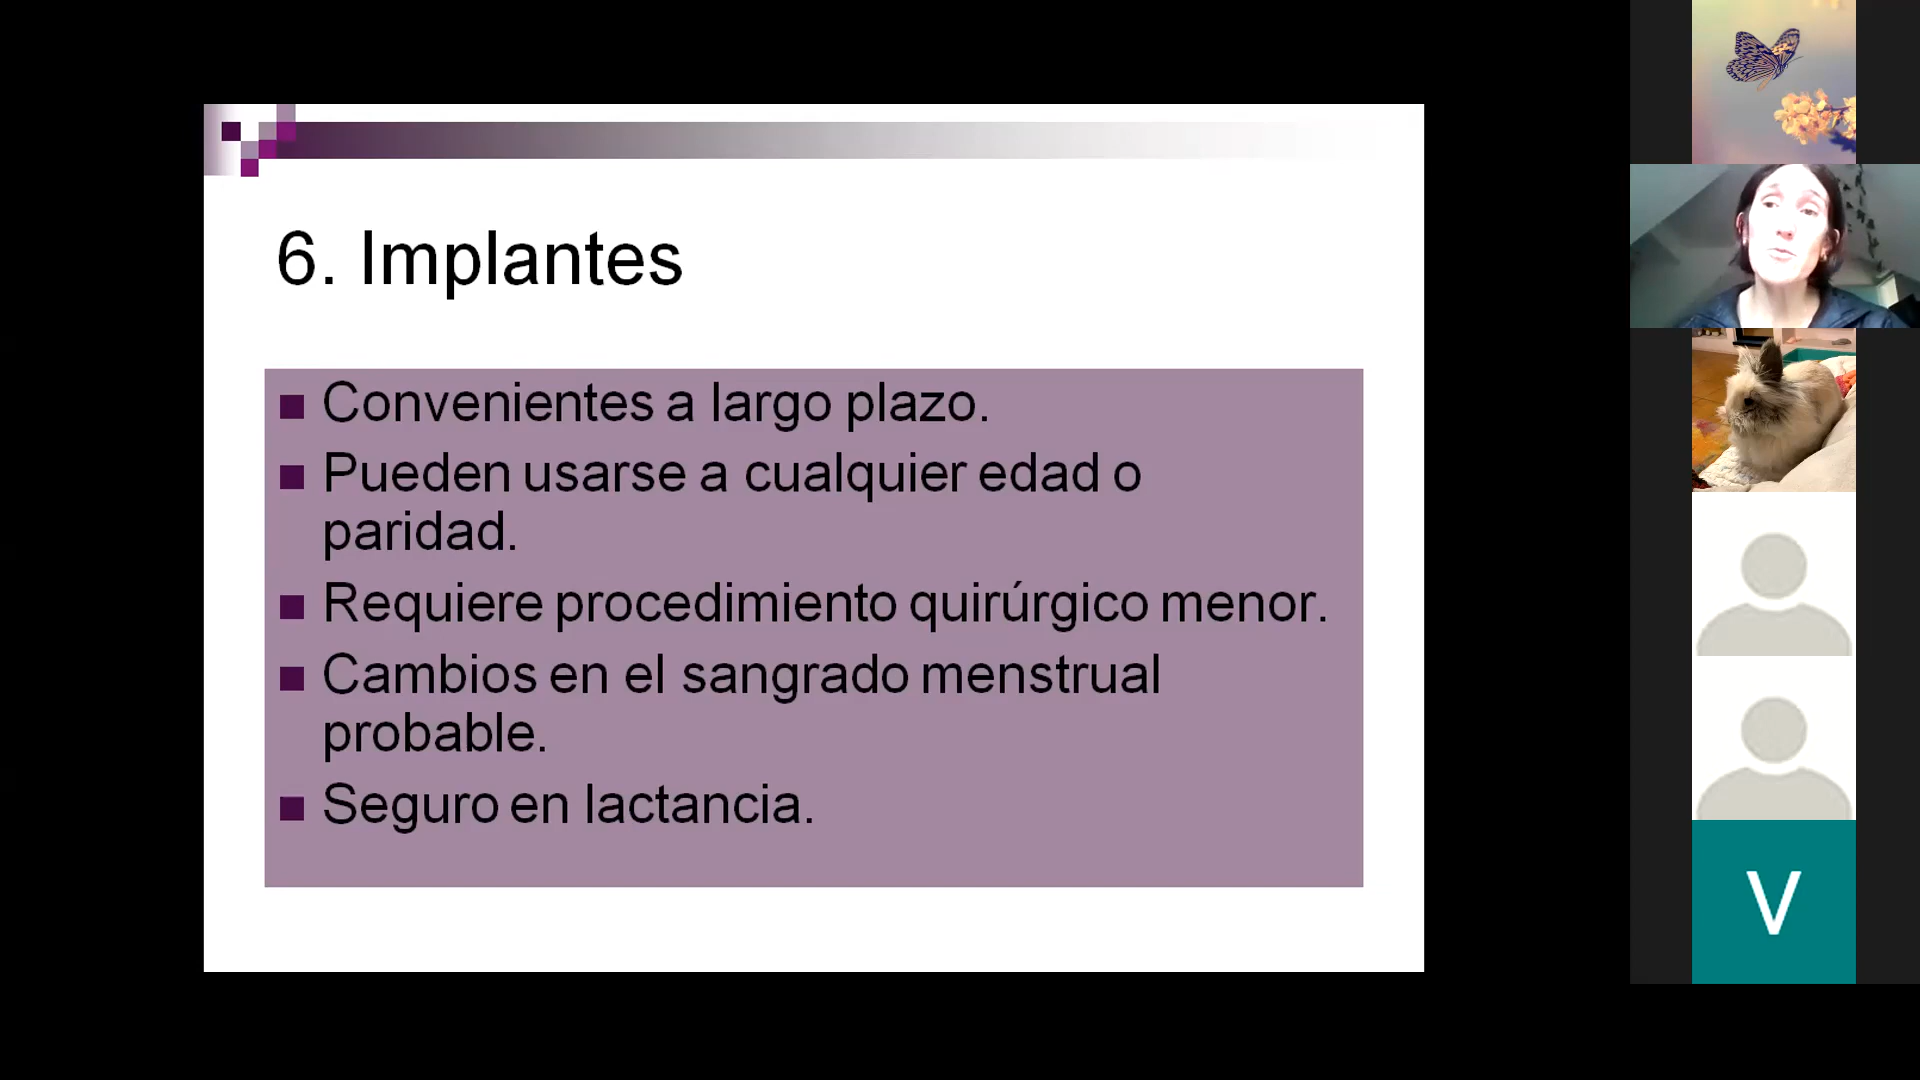 6. Implantes
Convenientes a largo plazo.
Pueden usarse a cualquier edad o
paridad.
Requiere procedimiento quirúrgico menor.
Cambios en el sangrado menstrual
probable.
Seguro en lactancia.
V